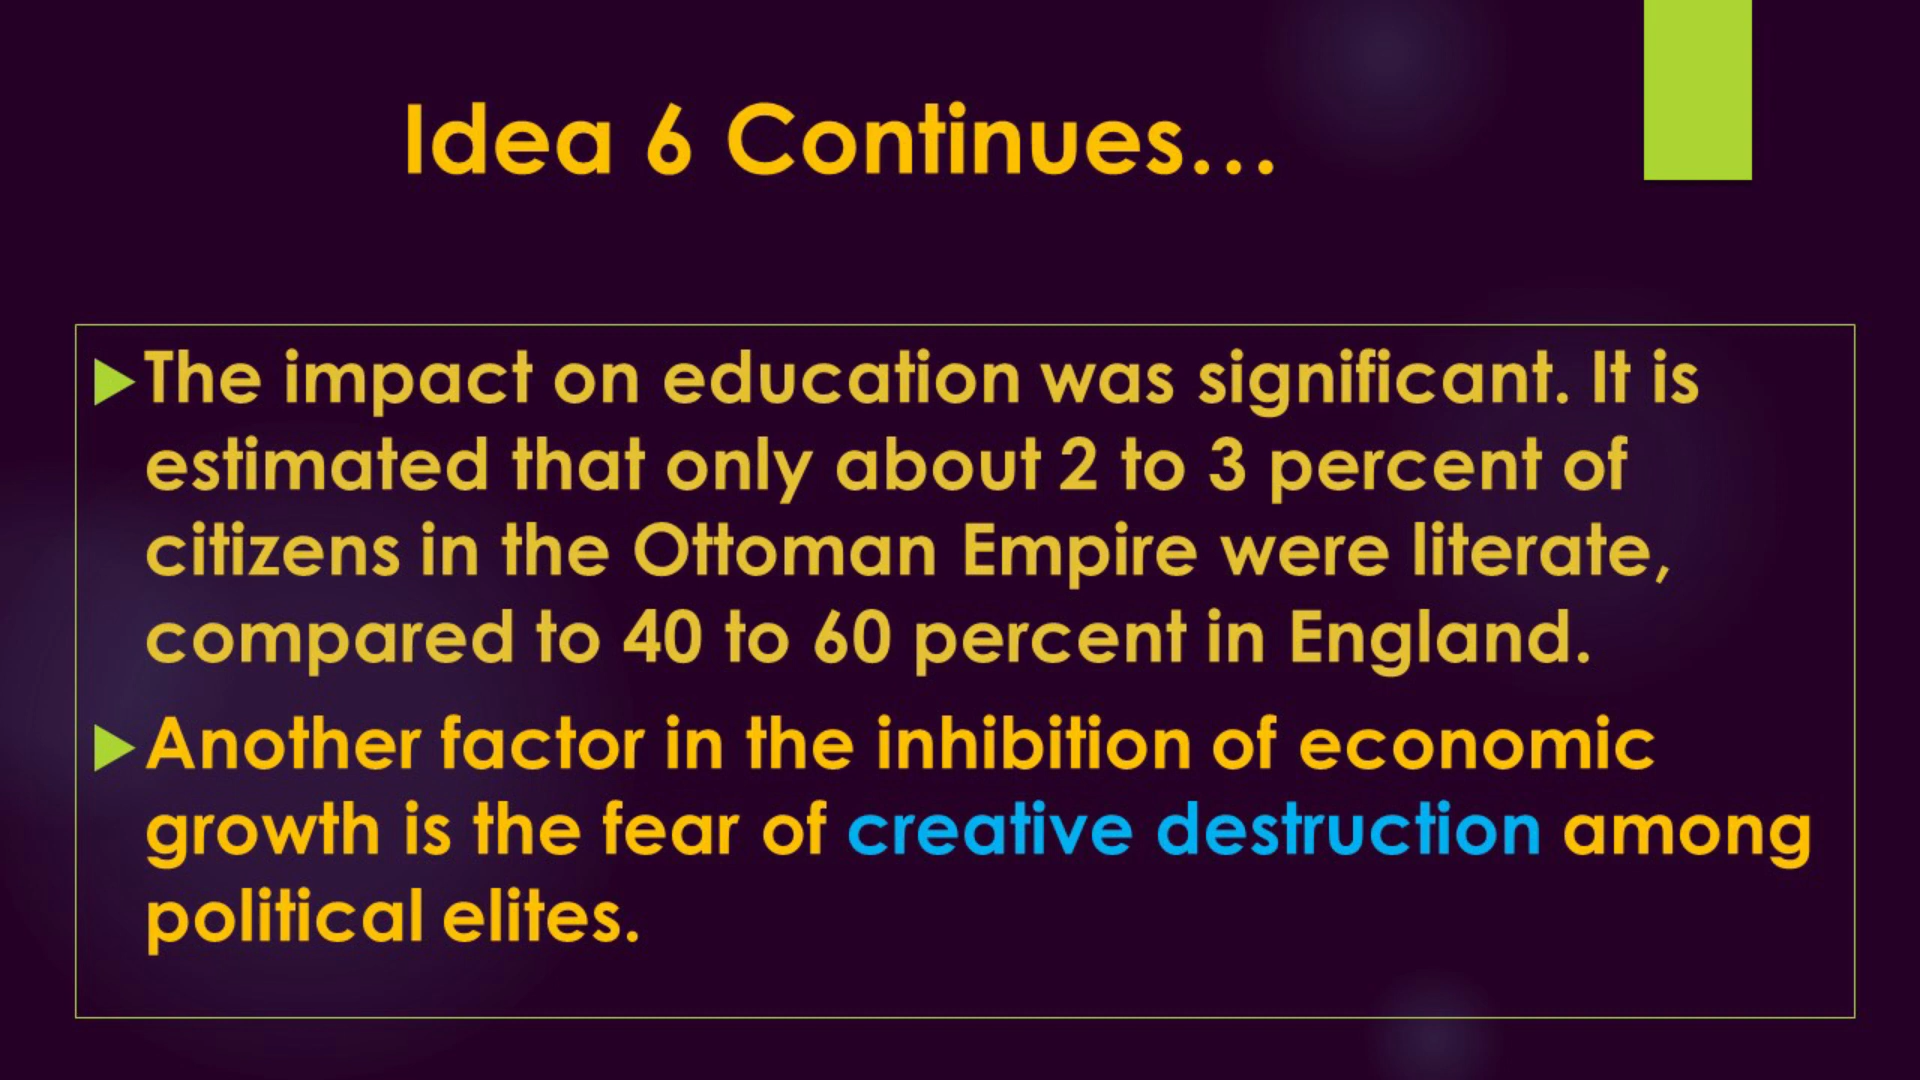 Idea 6 Continues…
The impact on education was significant. It is
estimated that only about 2 to 3 percent of
citizens in the Ottoman Empire were literate,
compared to 40 to 60 percent in England.
Another factor in the inhibition of economic
growth is the fear of creative destruction among
political elites.